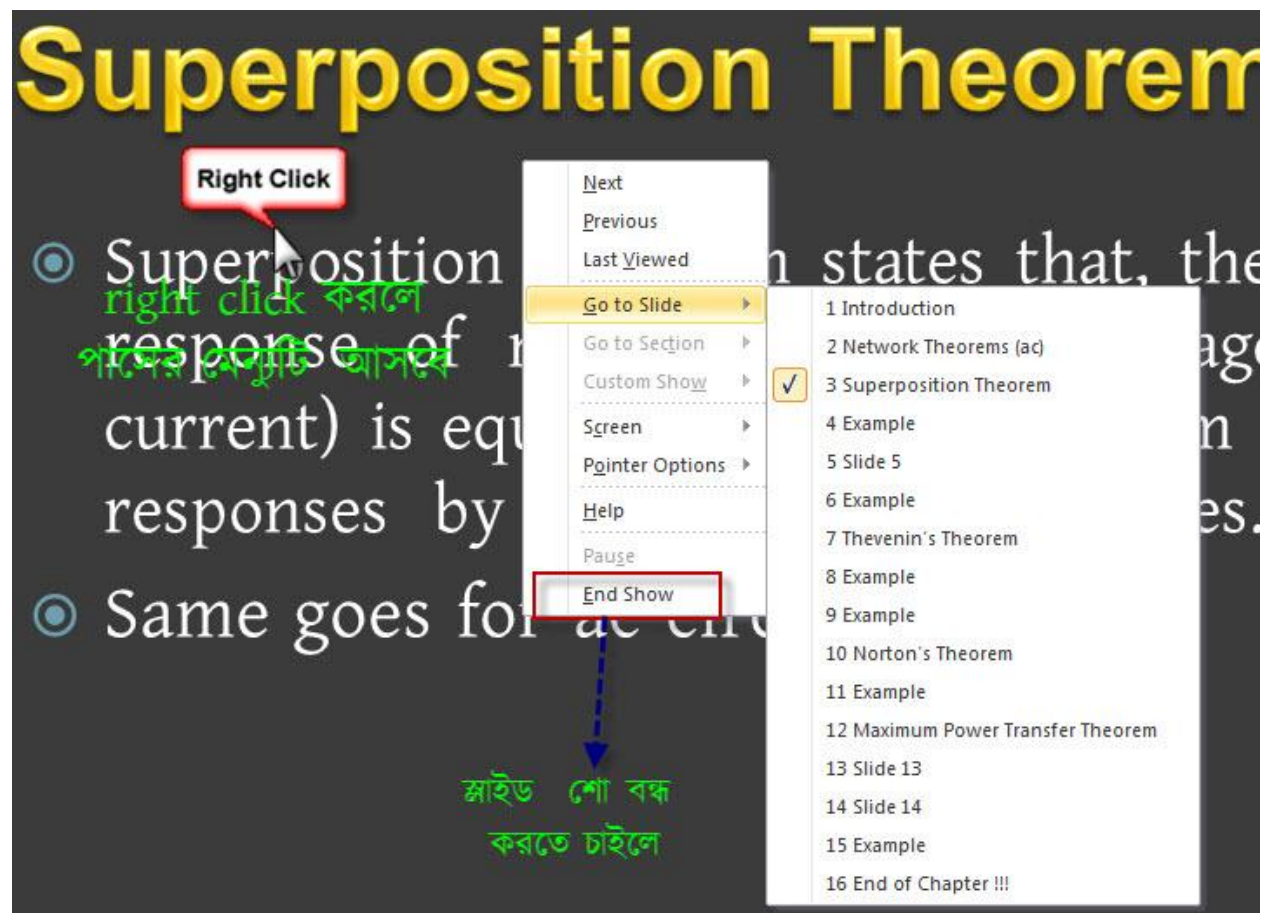 Superposition Theorem
Right Click
Superposition n states that, the
right click করলে
response of r age
পাসের মেন্যুটি আসবে
current) is equ m
responses by es.
Same goes for ac circ
Next
Previous
Last Viewed
Go to Slide
Go to Section
Custom Show
Screen
Pointer Options
Help
Pause
End Show
1 Introduction
2 Network Theorems (ac)
3 Superposition Theorem
4 Example
5 Slide 5
6 Example
7 Thevenin's Theorem
8 Example
9 Example
10 Norton's Theorem
11 Example
12 Maximum Power Transfer Theorem
13 Slide 13
14 Slide 14
15 Example
16 End of Chapter !!!
স্লাইড শো বন্ধ
করতে চাইলে